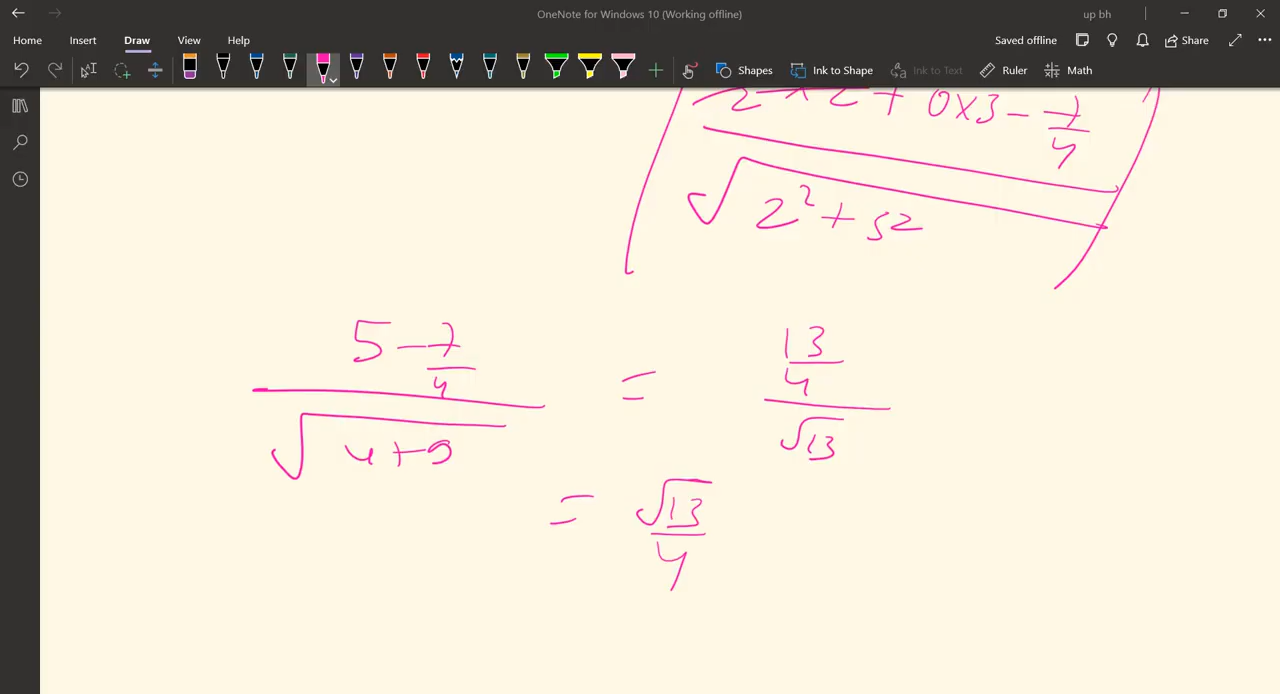 OneNote for Windows 10 (Working offline)
up bh
Home Insert Draw View Help
Saved offline
Share
Shapes
Ink to Shape
Ink to Text
Ruler
Math
2 × 2 + 0×3 - 7/4
√ 2² + 52
5 - 7/4
√ 4+9
=
13/4
√13
= √13/4